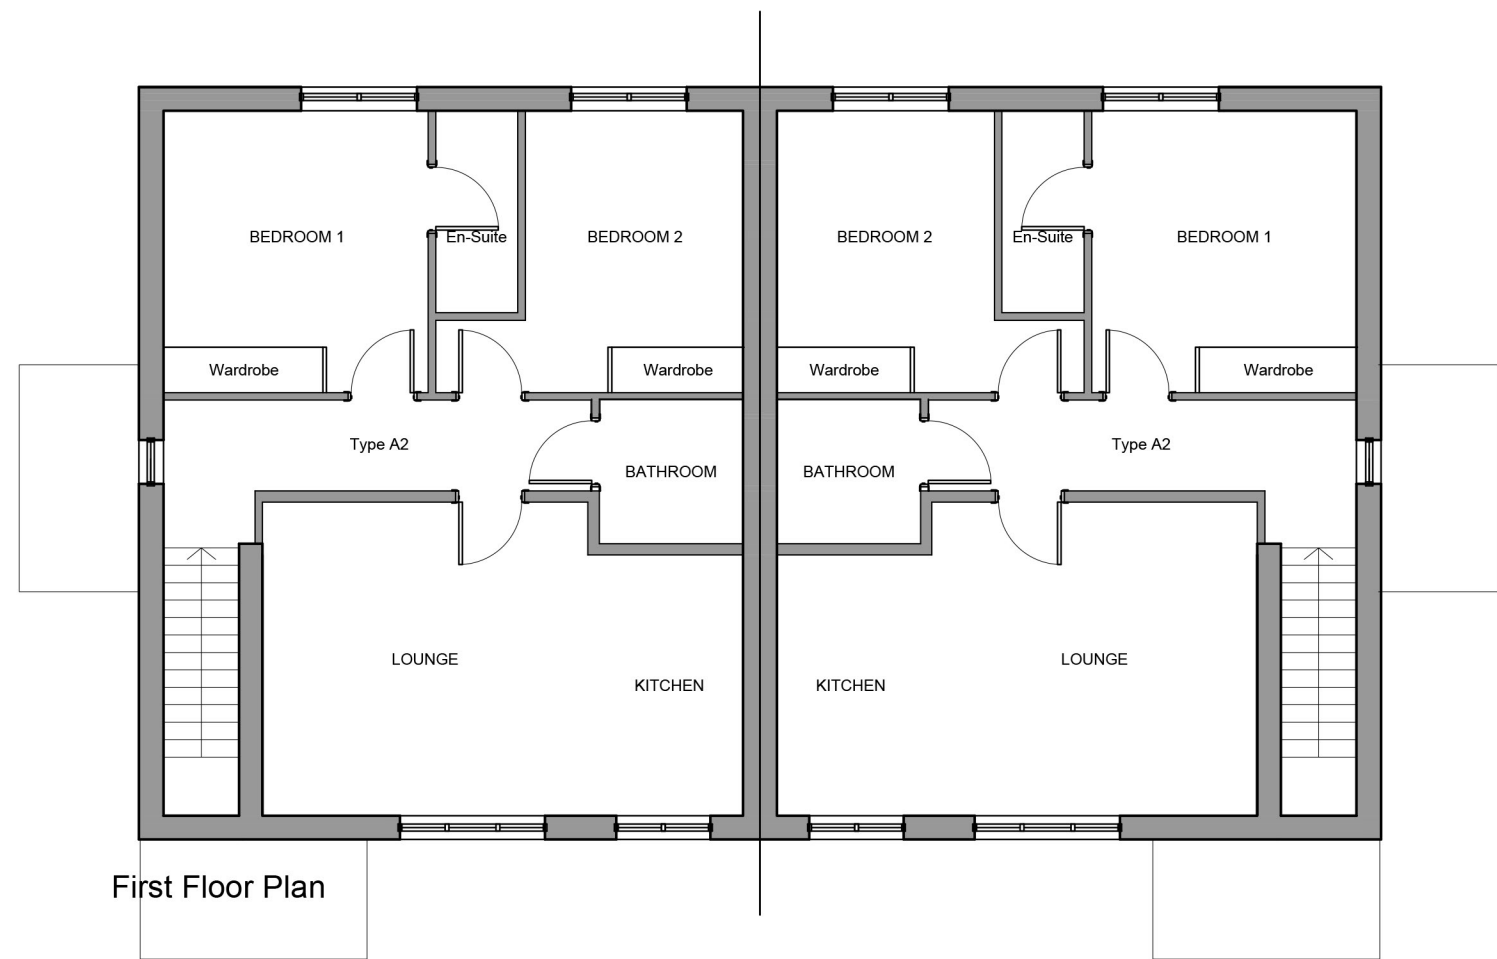 BEDROOM 1
En-Suite
BEDROOM 2
BEDROOM 2
En-Suite
BEDROOM 1
Wardrobe
Wardrobe
Wardrobe
Wardrobe
Type A2
Type A2
BATHROOM
BATHROOM
LOUNGE
LOUNGE
KITCHEN
KITCHEN
First Floor Plan